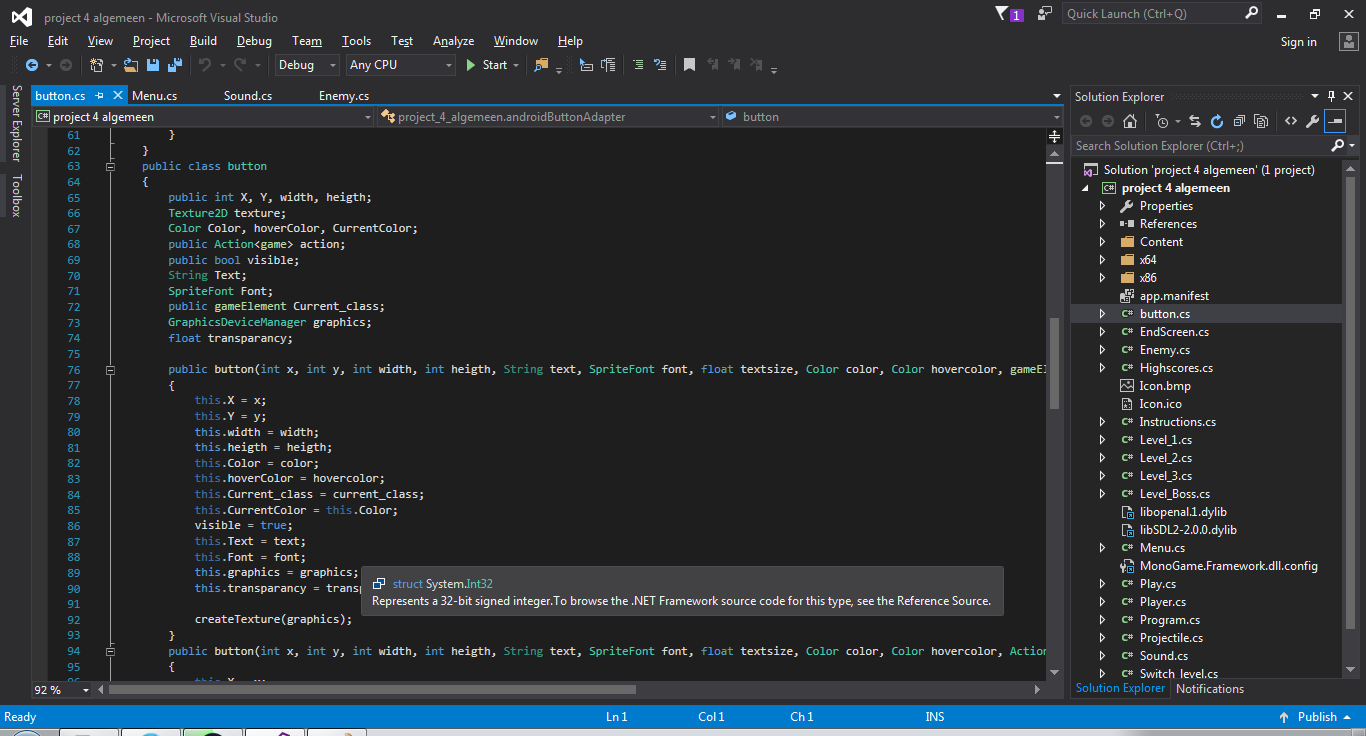 project 4 algemeen - Microsoft Visual Studio
1
Quick Launch (Ctrl+Q)
File Edit View Project Build Debug Team Tools Test Analyze Window Help
Sign in
Debug Any CPU Start
Server Explorer
Toolbox
button.cs Menu.cs Sound.cs Enemy.cs
project 4 algemeen project_4_algemeen.androidButtonAdapter button
61 }
62 }
63 public class button
64 {
65 public int X, Y, width, heigth;
66 Texture2D texture;
67 Color Color, hoverColor, CurrentColor;
68 public Action<game> action;
69 public bool visible;
70 String Text;
71 SpriteFont Font;
72 public gameElement Current_class;
73 GraphicsDeviceManager graphics;
74 float transparancy;
75
76 public button(int x, int y, int width, int heigth, String text, SpriteFont font, float textsize, Color color, Color hovercolor, gameEl
77 {
78 this.X = x;
79 this.Y = y;
80 this.width = width;
81 this.heigth = heigth;
82 this.Color = color;
83 this.hoverColor = hovercolor;
84 this.Current_class = current_class;
85 this.CurrentColor = this.Color;
86 visible = true;
87 this.Text = text;
88 this.Font = font;
89 this.graphics = graphics;
90 this.transparancy = transp
struct System.Int32
Represents a 32-bit signed integer.To browse the .NET Framework source code for this type, see the Reference Source.
91
92 createTexture(graphics);
93 }
94 public button(int x, int y, int width, int heigth, String text, SpriteFont font, float textsize, Color color, Color hovercolor, Action
95 {
92 %
Solution Explorer
Search Solution Explorer (Ctrl+;)
Solution 'project 4 algemeen' (1 project)
project 4 algemeen
Properties
References
Content
x64
x86
app.manifest
C# button.cs
C# EndScreen.cs
C# Enemy.cs
C# Highscores.cs
Icon.bmp
Icon.ico
C# Instructions.cs
C# Level_1.cs
C# Level_2.cs
C# Level_3.cs
C# Level_Boss.cs
libopenal.1.dylib
libSDL2-2.0.0.dylib
C# Menu.cs
MonoGame.Framework.dll.config
C# Play.cs
C# Player.cs
C# Program.cs
C# Projectile.cs
C# Sound.cs
C# Switch_level.cs
Solution Explorer Notifications
Ready Ln 1 Col 1 Ch 1 INS Publish